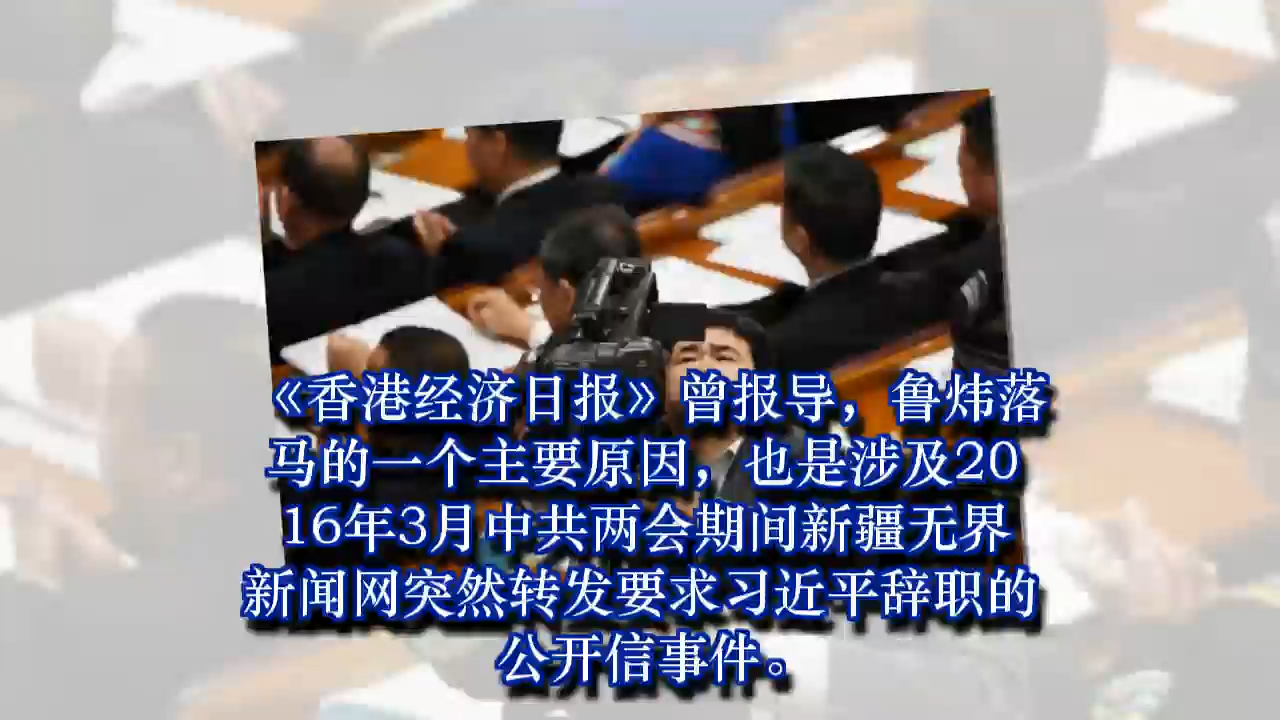 《香港经济日报》曾报导，鲁炜落
马的一个主要原因，也是涉及20
16年3月中共两会期间新疆无界
新闻网突然转发要求习近平辞职的
公开信事件。